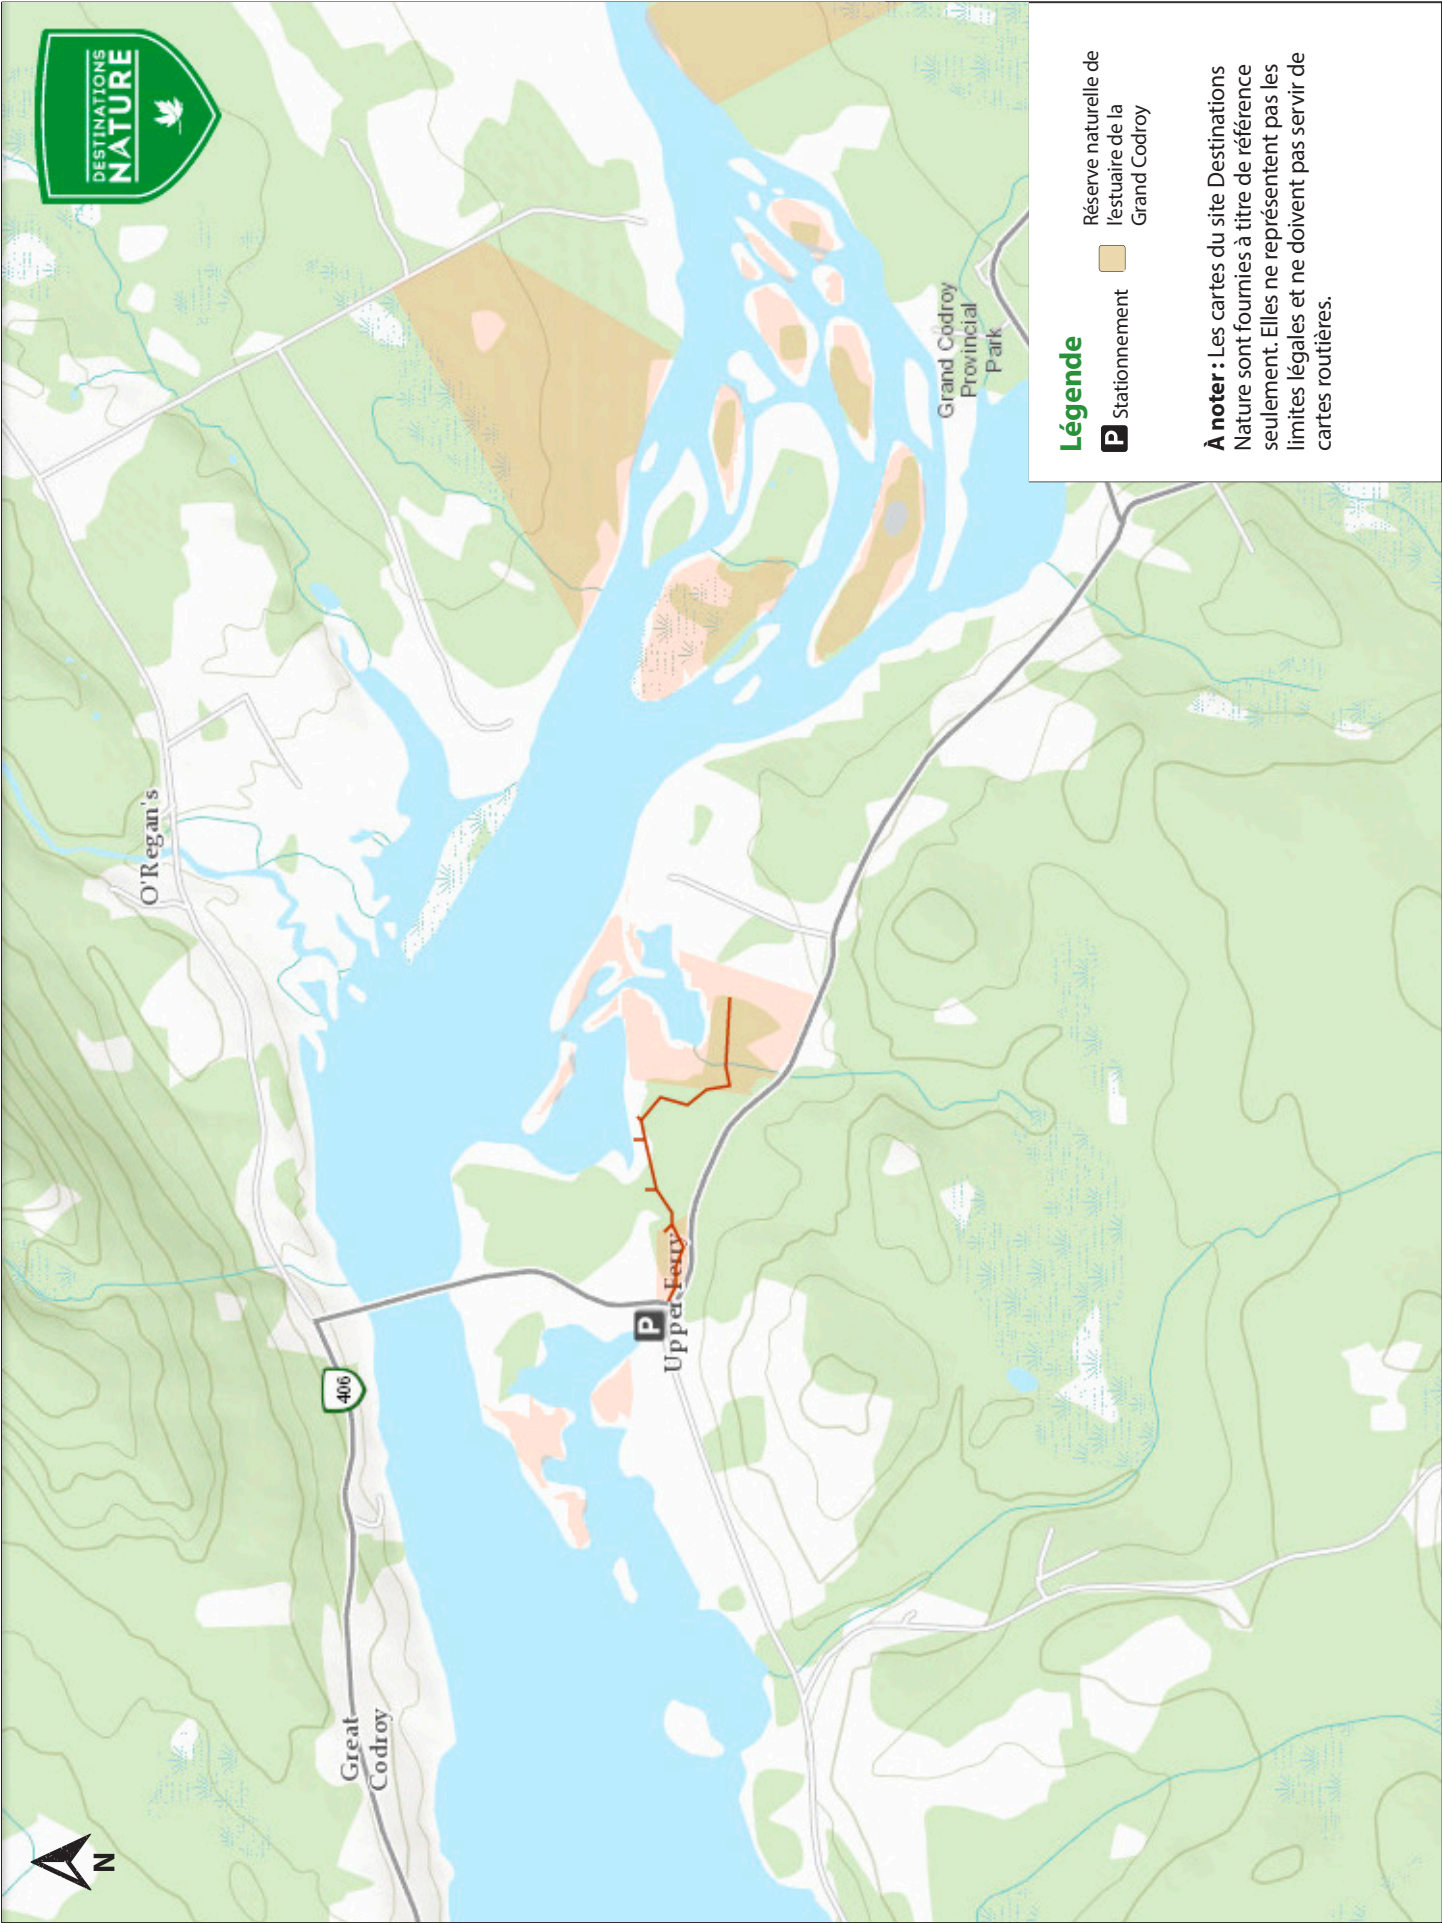 DESTINATIONS
NATURE
O'Regan's
406
Great
Codroy
N
P
Upper Ferry
Grand Codroy
Provincial
Park
Légende
P Stationnement
Réserve naturelle de
l'estuaire de la
Grand Codroy
À noter : Les cartes du site Destinations
Nature sont fournies à titre de référence
seulement. Elles ne représentent pas les
limites légales et ne doivent pas servir de
cartes routières.